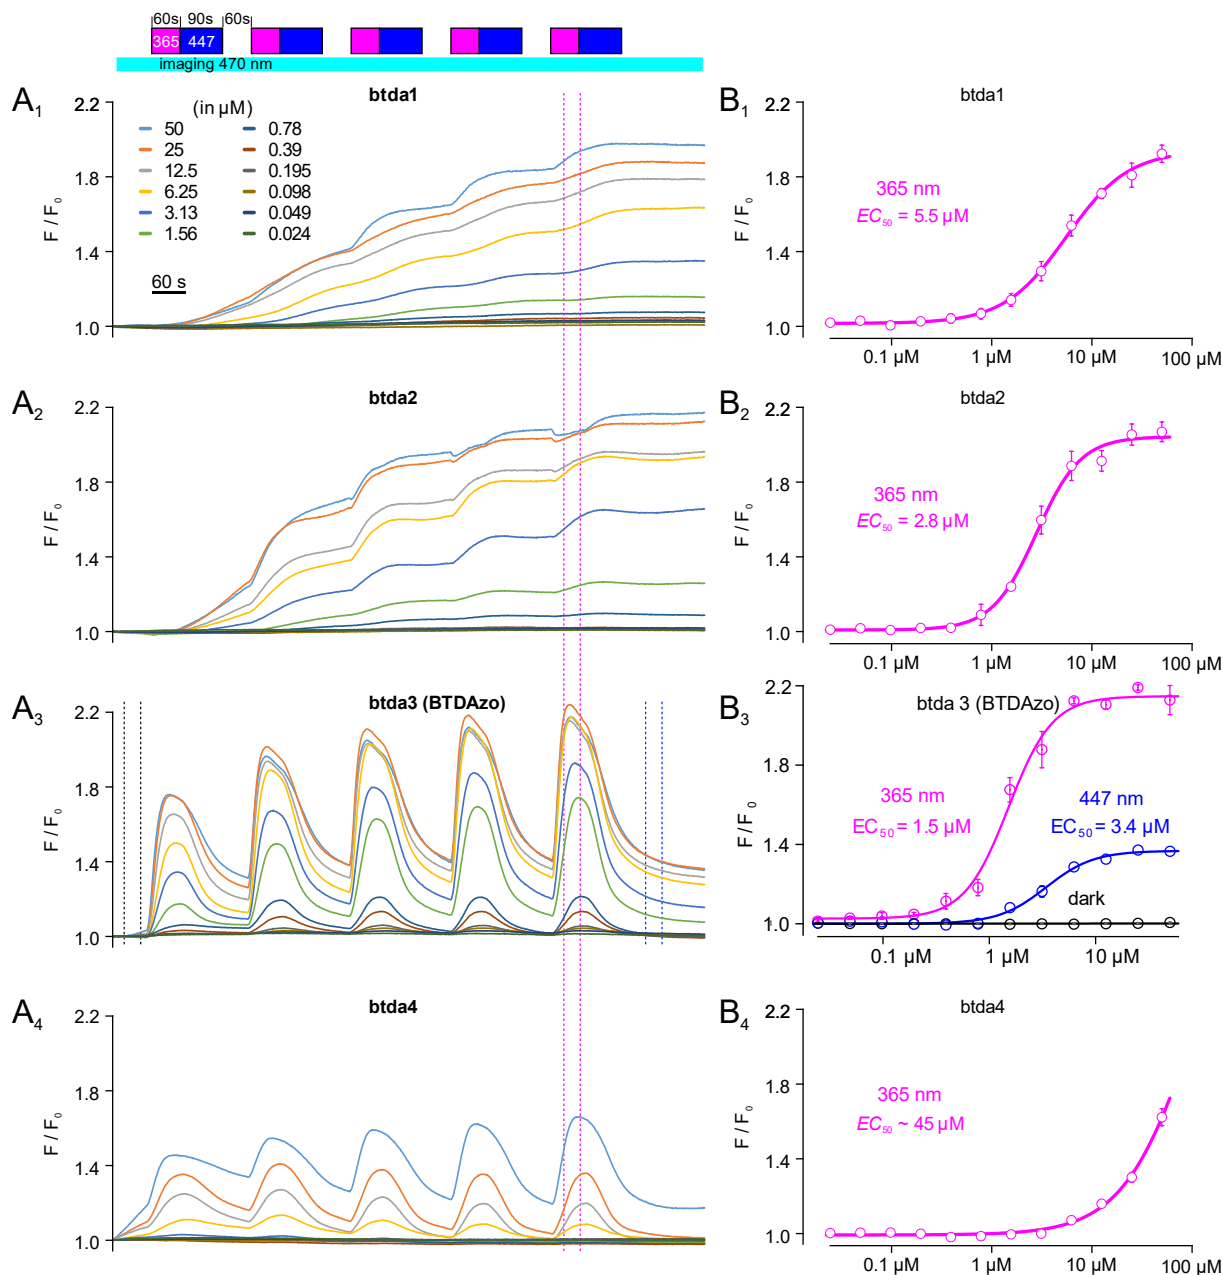 60s 90s 60s
365 447
imaging 470 nm
A1 btda1
(in µM)
50 0.78
25 0.39
12.5 0.195
6.25 0.098
3.13 0.049
1.56 0.024
60 s
2.2
1.8
1.4
1.0
F / F0
B1 btda1
365 nm
EC50 = 5.5 µM
2.2
1.8
1.4
1.0
F / F0
0.1 µM 1 µM 10 µM 100 µM
A2 btda2
2.2
1.8
1.4
1.0
F / F0
B2 btda2
365 nm
EC50 = 2.8 µM
2.2
1.8
1.4
1.0
F / F0
0.1 µM 1 µM 10 µM 100 µM
A3 btda3 (BTDAzo)
2.2
1.8
1.4
1.0
F / F0
B3 btda 3 (BTDAzo)
365 nm
EC50 = 1.5 µM
447 nm
EC50 = 3.4 µM
dark
2.2
1.8
1.4
1.0
F / F0
0.1 µM 1 µM 10 µM
A4 btda4
2.2
1.8
1.4
1.0
F / F0
B4 btda4
365 nm
EC50 ~ 45 µM
2.2
1.8
1.4
1.0
F / F0
0.1 µM 1 µM 10 µM 100 µM